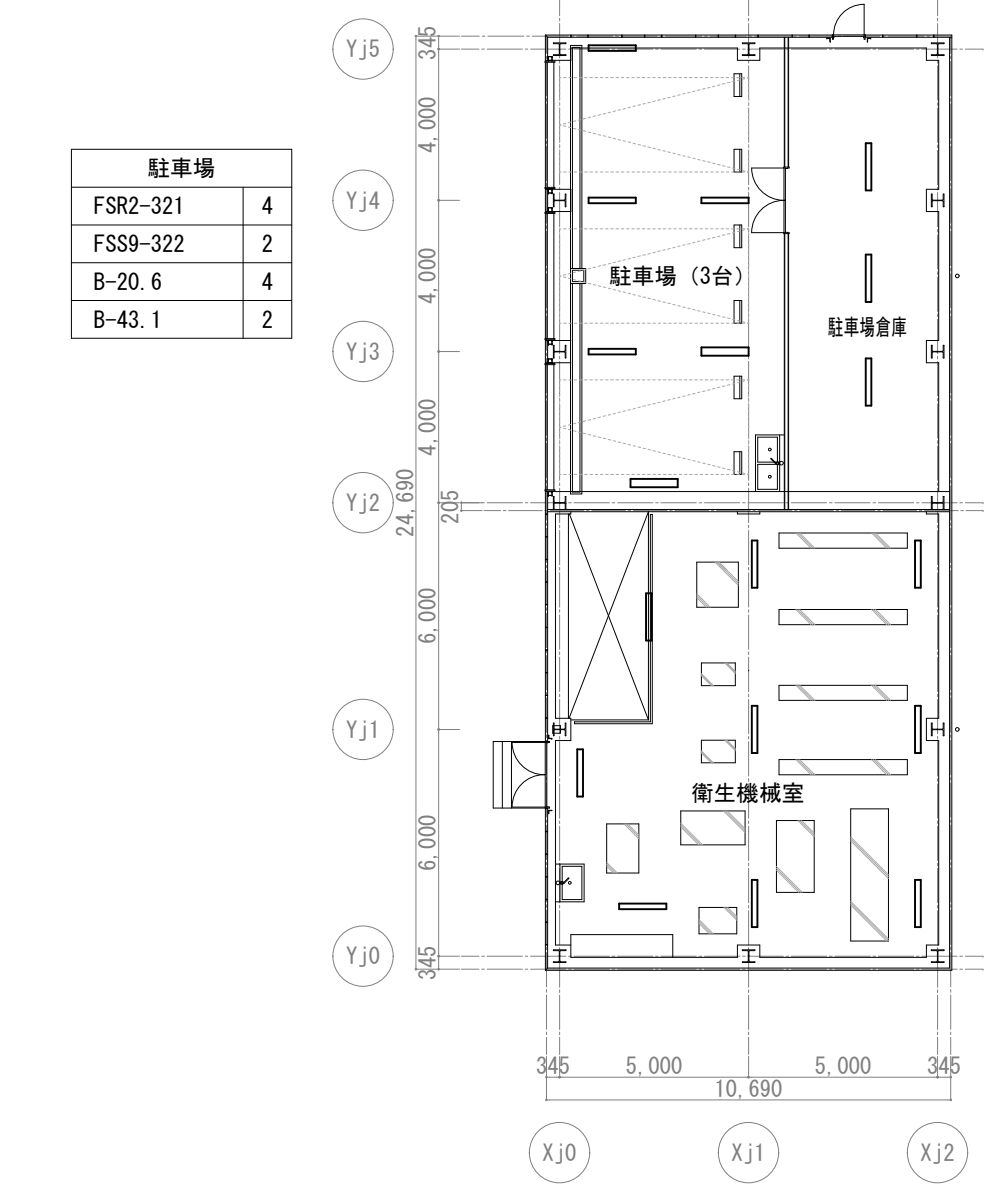 駐車場
FSR2-321 4
FSS9-322 2
B-20.6 4
B-43.1 2
Yj5
345
4,000
Yj4
4,000
駐車場（3台）
駐車場倉庫
Yj3
4,000
Yj2
24,690
205
6,000
Yj1
衛生機械室
6,000
Yj0
345
345 5,000 5,000 345
10,690
Xj0 Xj1 Xj2